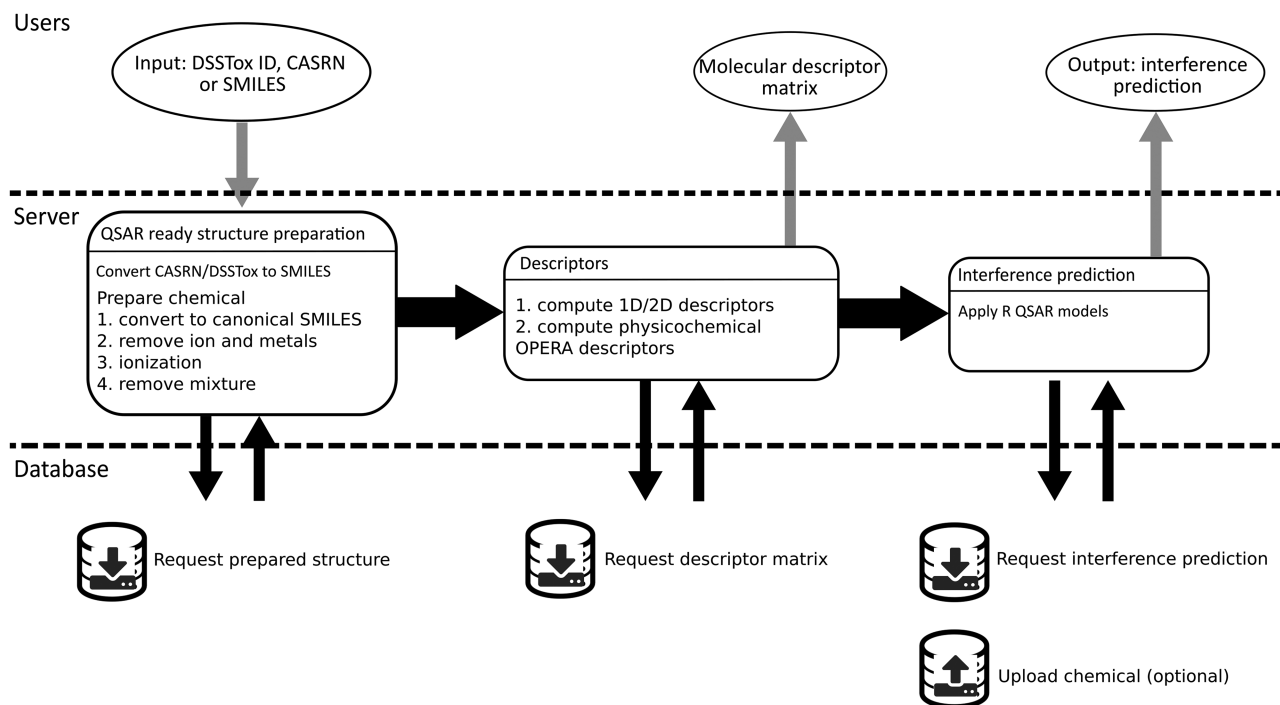 Users
Input: DSSTox ID, CASRN
or SMILES
Molecular descriptor
matrix
Output: interference
prediction
Server
QSAR ready structure preparation
Convert CASRN/DSSTox to SMILES
Prepare chemical
1. convert to canonical SMILES
2. remove ion and metals
3. ionization
4. remove mixture
Descriptors
1. compute 1D/2D descriptors
2. compute physicochemical
OPERA descriptors
Interference prediction
Apply R QSAR models
Database
Request prepared structure
Request descriptor matrix
Request interference prediction
Upload chemical (optional)